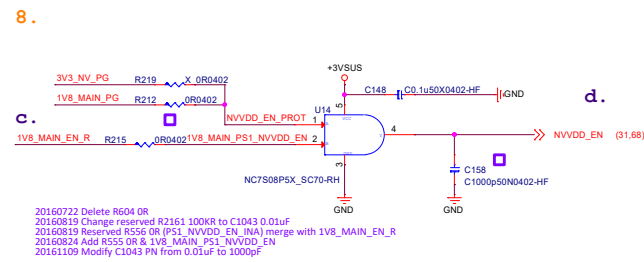 8.
+3VSUS
3V3_NV_PG R219 X_0R0402
C148 C0.1u50X0402-HF GND
1V8_MAIN_PG R212 0R0402
d.
U14
5
VCC
c.
NVVDD_EN_PROT 1
4 NVVDD_EN (31,68)
1V8_MAIN_EN_R R215 0R0402 1V8_MAIN_PS1_NVVDD_EN 2
3
C158
NC7S08P5X_SC70-RH
C1000p50N0402-HF
GND GND
20160722 Delete R604 0R
20160819 Change reserved R2161 100KR to C1043 0.01uF
20160819 Reserved R556 0R (PS1_NVVDD_EN_INA) merge with 1V8_MAIN_EN_R
20160824 Add R555 0R & 1V8_MAIN_PS1_NVVDD_EN
20161109 Modify C1043 PN from 0.01uF to 1000pF